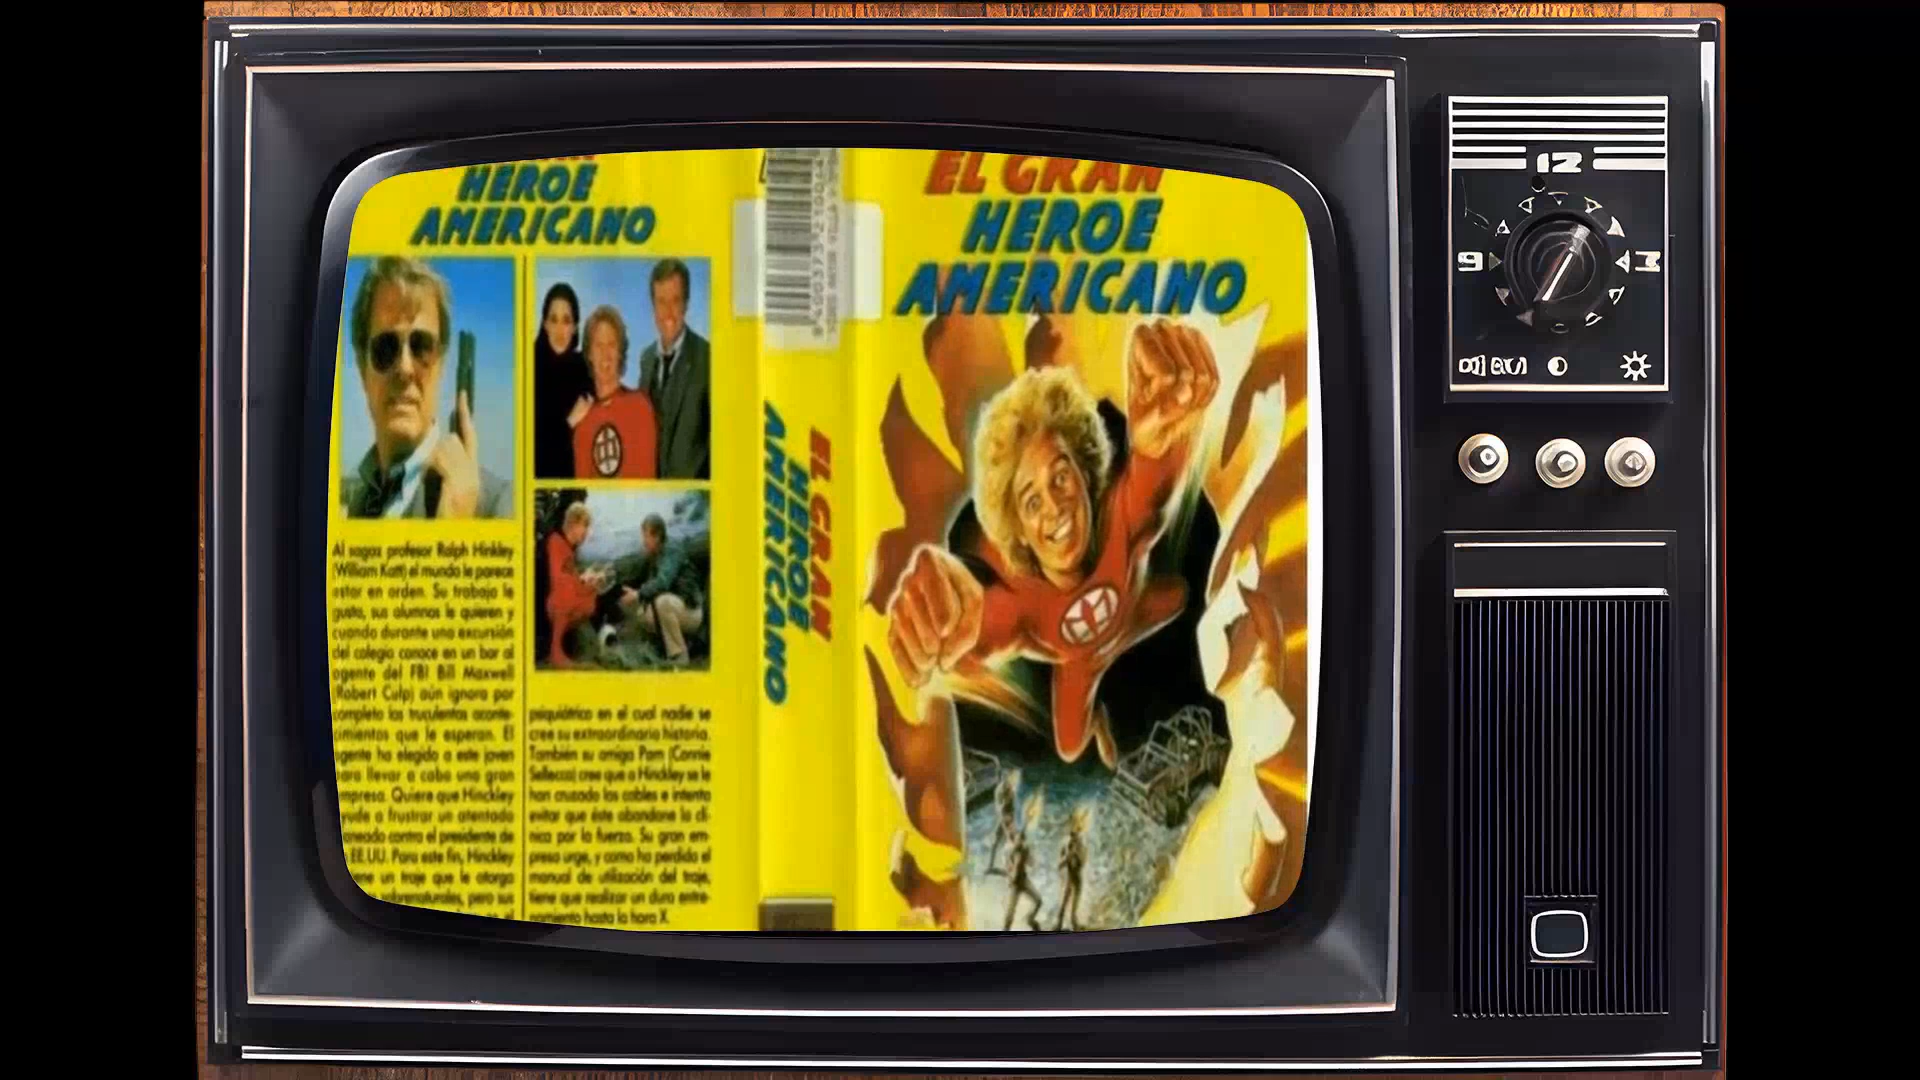 HEROE
AMERICANO
Al sagaz profesor Ralph Hinkley
(William Katt) el mundo le parece
estar en orden. Su trabajo le
gusta, sus alumnos le quieren y
cuando durante una excursión
del colegio conoce en un bar al
agente del FBI Bill Maxwell
(Robert Culp) aún ignora por
completo los truculentos aconte-
cimientos que le esperan. El
agente ha elegido a este joven
para llevar a cabo una gran
empresa. Quiere que Hinckley
ayude a frustrar un atentado
planeado contra el presidente de
EE.UU. Para este fin, Hinckley
tiene un traje que le otorga
sobrenaturales, pero sus
psiquiátrico en el cual nadie se
cree su extraordinaria historia.
También su amiga Pam (Connie
Sellecca) cree que a Hinckley se le
han cruzado los cables e intenta
evitar que éste abandone la clí-
nica por la fuerza. Su gran em-
presa urge, y como ha perdido el
manual de utilización del traje,
tiene que realizar un duro entre-
namiento hasta la hora X.
EL GRAN
HEROE
AMERICANO
EL GRAN
HEROE
AMERICANO
12
9